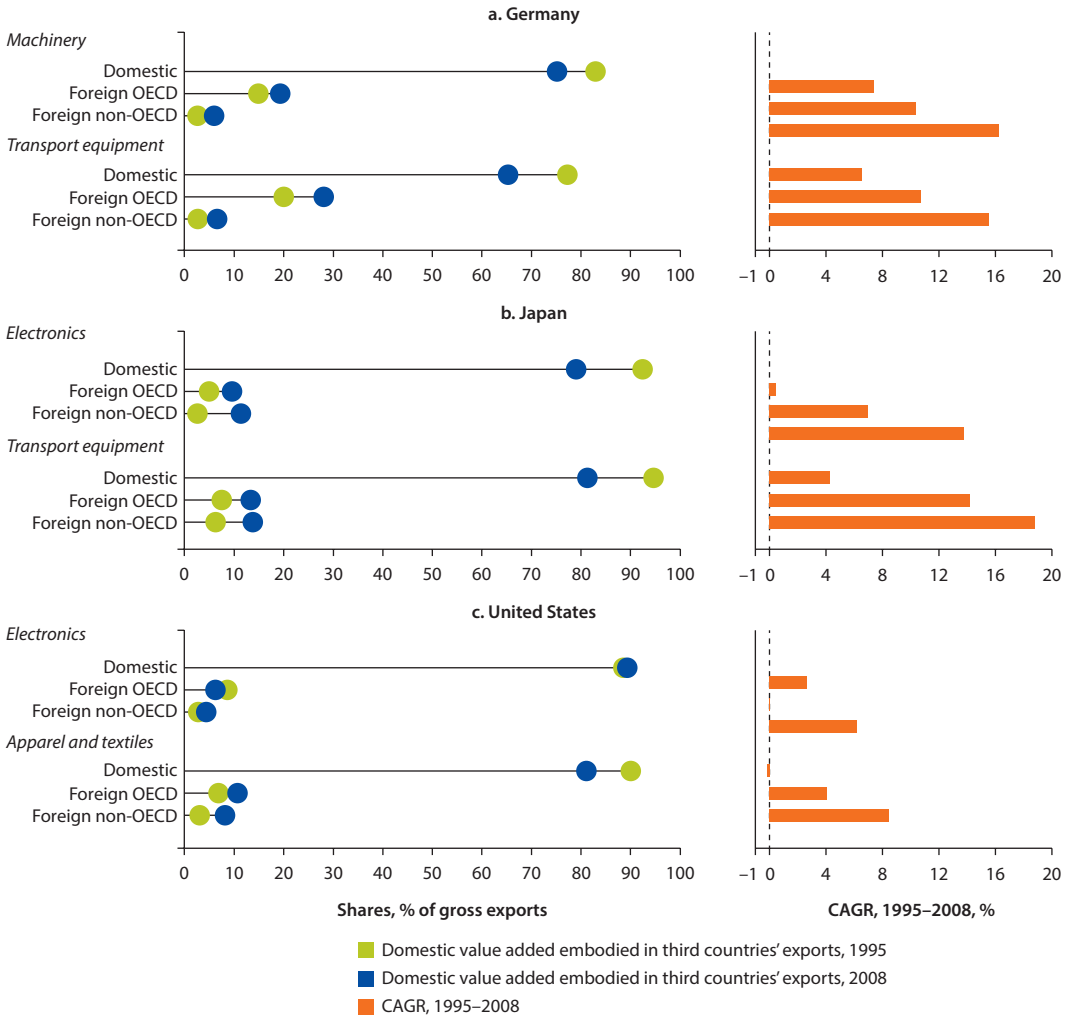 a. Germany
Machinery
Domestic
Foreign OECD
Foreign non-OECD
Transport equipment
Domestic
Foreign OECD
Foreign non-OECD
0 10 20 30 40 50 60 70 80 90 100
–1 0 4 8 12 16 20
b. Japan
Electronics
Domestic
Foreign OECD
Foreign non-OECD
Transport equipment
Domestic
Foreign OECD
Foreign non-OECD
0 10 20 30 40 50 60 70 80 90 100
–1 0 4 8 12 16 20
c. United States
Electronics
Domestic
Foreign OECD
Foreign non-OECD
Apparel and textiles
Domestic
Foreign OECD
Foreign non-OECD
0 10 20 30 40 50 60 70 80 90 100
–1 0 4 8 12 16 20
Shares, % of gross exports
CAGR, 1995–2008, %
Domestic value added embodied in third countries’ exports, 1995
Domestic value added embodied in third countries’ exports, 2008
CAGR, 1995–2008